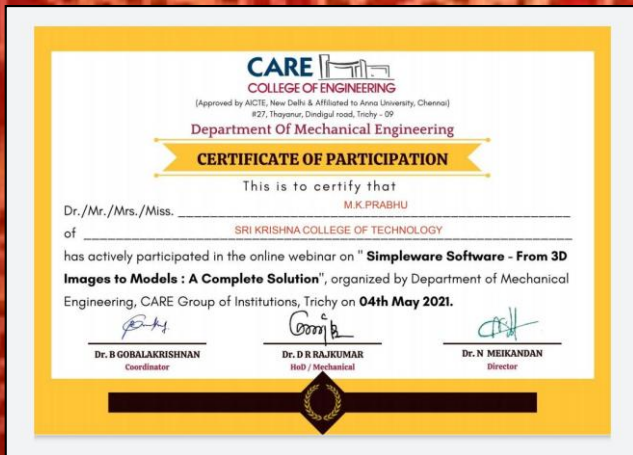 CARE
COLLEGE OF ENGINEERING
(Approved by AICTE, New Delhi & Affiliated to Anna University, Chennai)
#27, Thayanur, Dindigul road, Trichy - 09
Department Of Mechanical Engineering
CERTIFICATE OF PARTICIPATION
This is to certify that
Dr./Mr./Mrs./Miss. M.K.PRABHU
of SRI KRISHNA COLLEGE OF TECHNOLOGY
has actively participated in the online webinar on " Simpleware Software - From 3D
Images to Models : A Complete Solution", organized by Department of Mechanical
Engineering, CARE Group of Institutions, Trichy on 04th May 2021.
Dr. B GOBALAKRISHNAN Dr. D R RAJKUMAR Dr. N MEIKANDAN
Coordinator HoD / Mechanical Director